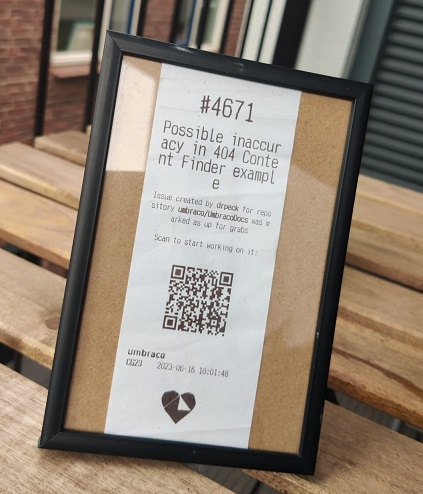 #4671
Possible inaccur
acy in 404 Conte
nt Finder exampl
e
Issue created by drpeck for repo
sitory umbraco/UmbracoDocs was m
arked as up for grabs
Scan to start working on it:
umbraco
CG23 2023-06-16 10:01:48